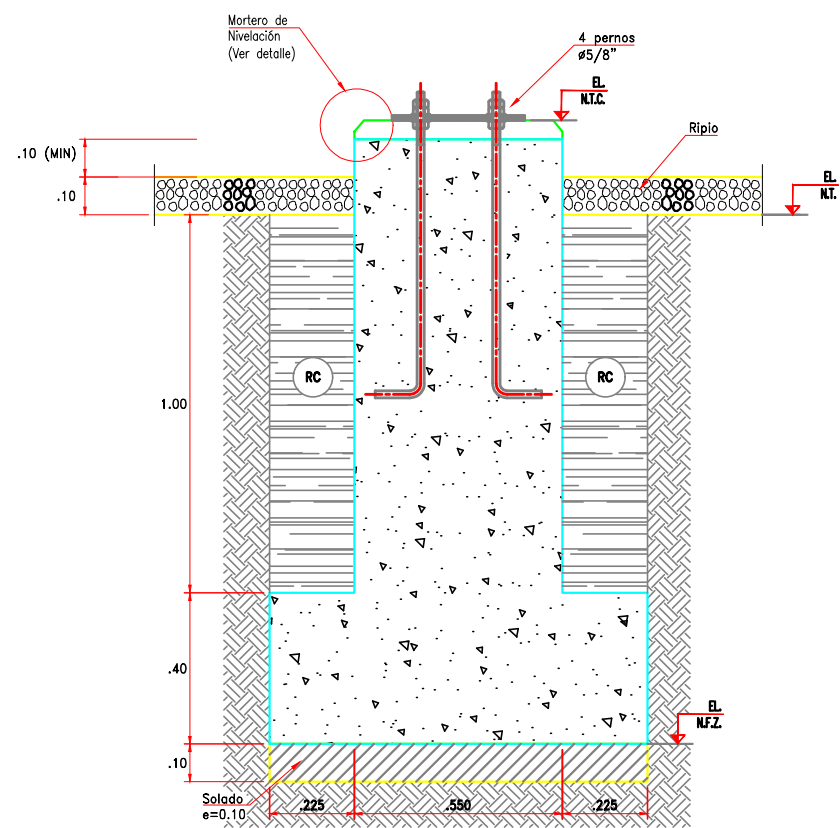 Mortero de
Nivelación
(Ver detalle)
4 pernos
ø5/8"
EL.
N.T.C.
Ripio
.10 (MIN)
.10
EL.
N.T.
RC
RC
1.00
.40
EL.
N.F.Z.
.10
Solado
e=0.10
.225
.550
.225